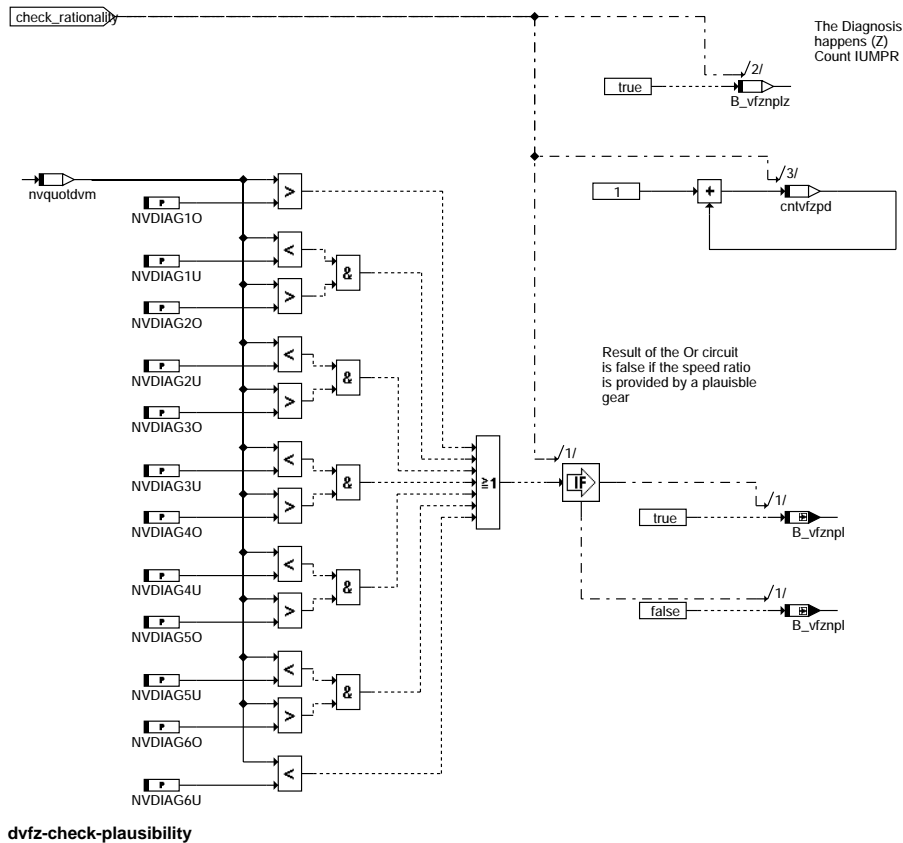 check_rationality
The Diagnosis
happens (Z)
Count IUMPR
/2/
true
B_vfznplz
/3/
1
+
cntvfzpd
nvquotdvm
>
P
NVDIAG1O
<
P
NVDIAG1U
&
>
P
NVDIAG2O
<
P
NVDIAG2U
&
>
P
NVDIAG3O
<
P
NVDIAG3U
&
>
P
NVDIAG4O
<
P
NVDIAG4U
&
>
P
NVDIAG5O
<
P
NVDIAG5U
&
>
P
NVDIAG6O
<
P
NVDIAG6U
≥1
Result of the Or circuit
is false if the speed ratio
is provided by a plauisble
gear
/1/
IF
/1/
true
B_vfznpl
/1/
false
B_vfznpl
dvfz-check-plausibility